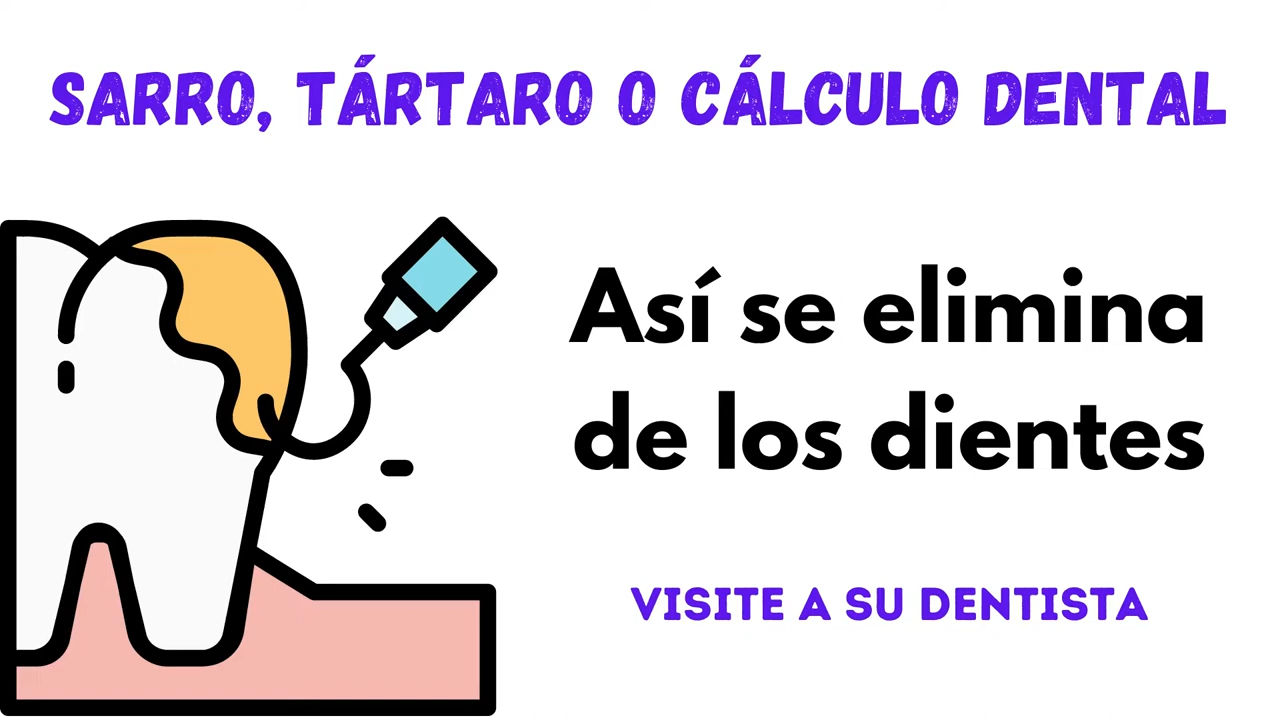 SARRO, TÁRTARO O CÁLCULO DENTAL
Así se elimina
de los dientes
VISITE A SU DENTISTA